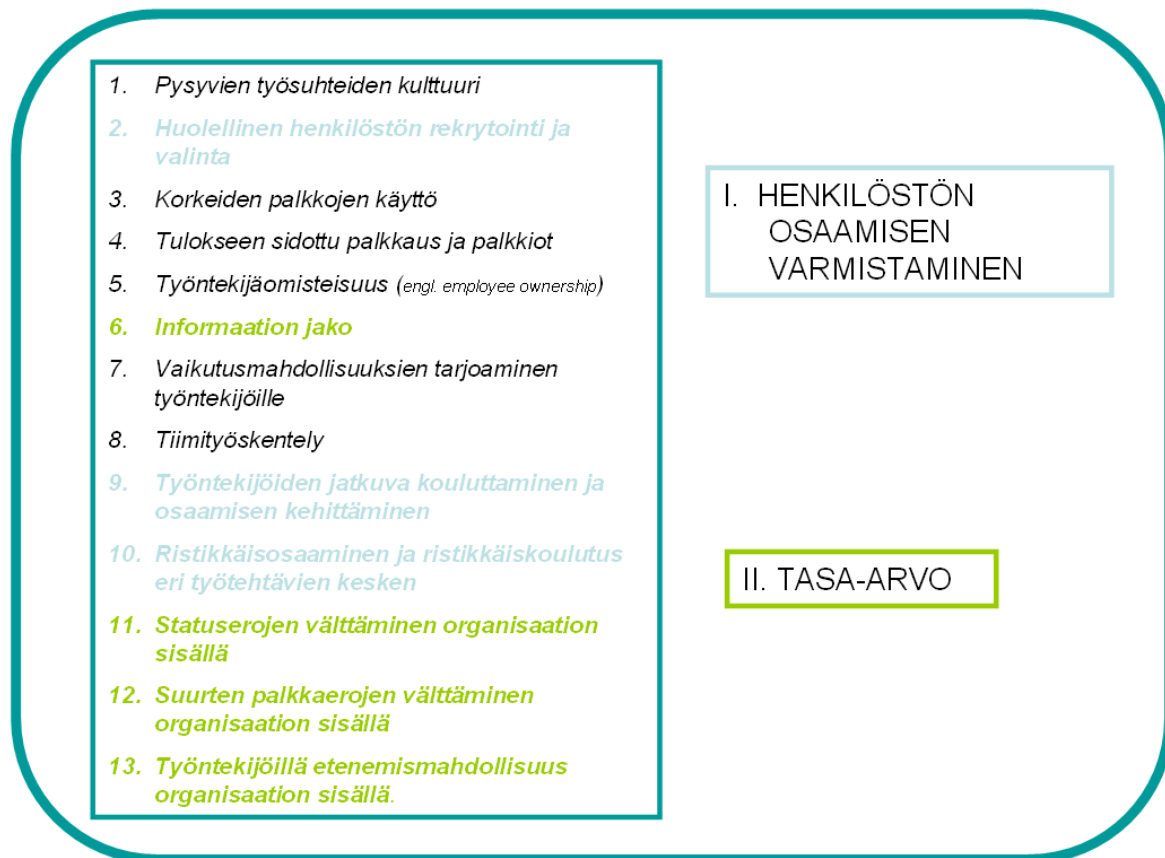 1. Pysyvien työsuhteiden kulttuuri
2. Huolellinen henkilöstön rekrytointi ja
valinta
3. Korkeiden palkkojen käyttö
4. Tulokseen sidottu palkkaus ja palkkiot
5. Työntekijäomisteisuus (engl. employee ownership)
6. Informaation jako
7. Vaikutusmahdollisuuksien tarjoaminen
työntekijöille
8. Tiimityöskentely
9. Työntekijöiden jatkuva kouluttaminen ja
osaamisen kehittäminen
10. Ristikkäisosaaminen ja ristikkäiskoulutus
eri työtehtävien kesken
11. Statuserojen välttäminen organisaation
sisällä
12. Suurten palkkaerojen välttäminen
organisaation sisällä
13. Työntekijöillä etenemismahdollisuus
organisaation sisällä.
I. HENKILÖSTÖN
OSAAMISEN
VARMISTAMINEN
II. TASA-ARVO